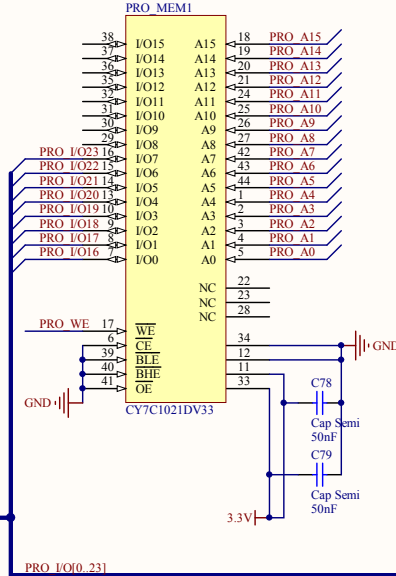 PRO_MEM1
38 I/O15 A15 18 PRO_A15
37 I/O14 A14 19 PRO_A14
36 I/O13 A13 20 PRO_A13
35 I/O12 A12 21 PRO_A12
32 I/O11 A11 24 PRO_A11
31 I/O10 A10 25 PRO_A10
30 I/O9 A9 26 PRO_A9
29 I/O8 A8 27 PRO_A8
PRO_I/O23 16 I/O7 A7 42 PRO_A7
PRO_I/O22 15 I/O6 A6 43 PRO_A6
PRO_I/O21 14 I/O5 A5 44 PRO_A5
PRO_I/O20 13 I/O4 A4 1 PRO_A4
PRO_I/O19 10 I/O3 A3 2 PRO_A3
PRO_I/O18 9 I/O2 A2 3 PRO_A2
PRO_I/O17 8 I/O1 A1 4 PRO_A1
PRO_I/O16 7 I/O0 A0 5 PRO_A0
NC 22
NC 23
NC 28
PRO_WE 17 WE
6 CE 34 GND
39 BLE 12
40 BHE 11
41 OE 33
GND
CY7C1021DV33
C78
Cap Semi
50nF
C79
Cap Semi
50nF
3.3V
PRO_I/O[0..23]